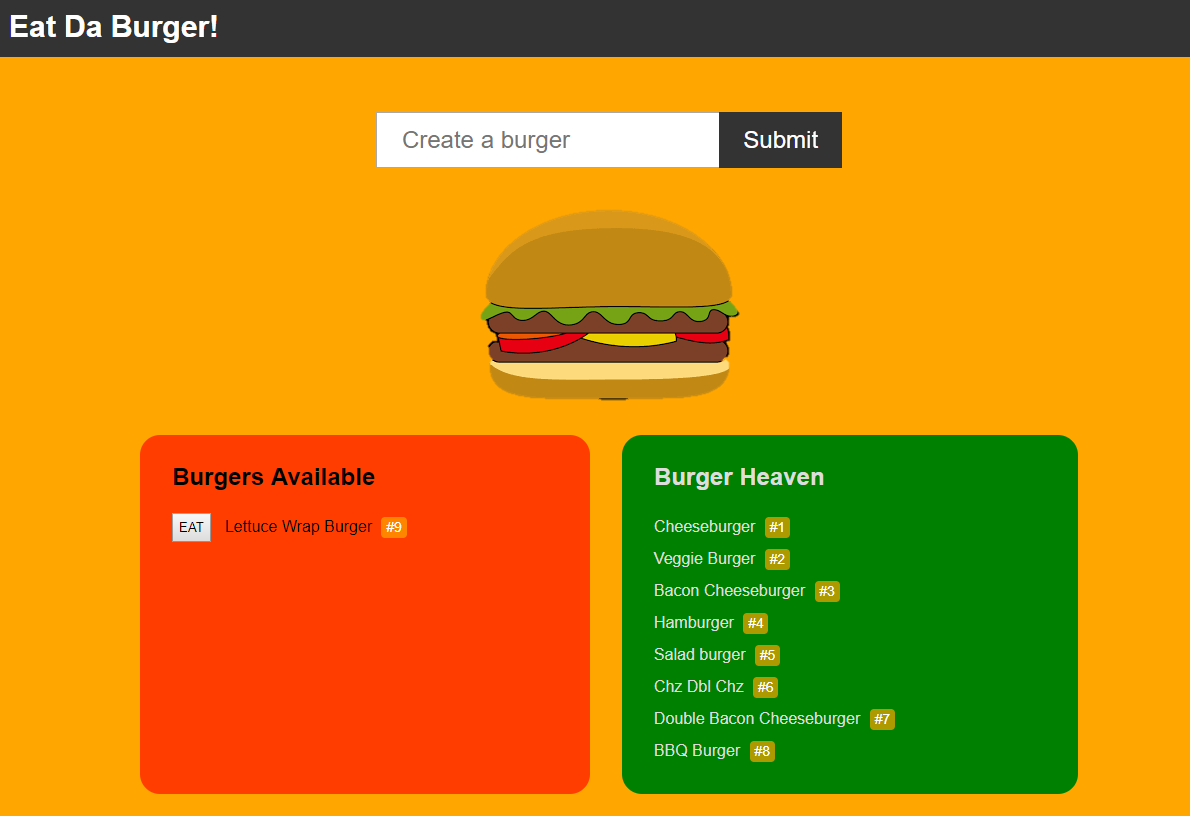 Eat Da Burger!
Create a burger
Submit
Burgers Available
EAT Lettuce Wrap Burger #9
Burger Heaven
Cheeseburger #1
Veggie Burger #2
Bacon Cheeseburger #3
Hamburger #4
Salad burger #5
Chz Dbl Chz #6
Double Bacon Cheeseburger #7
BBQ Burger #8